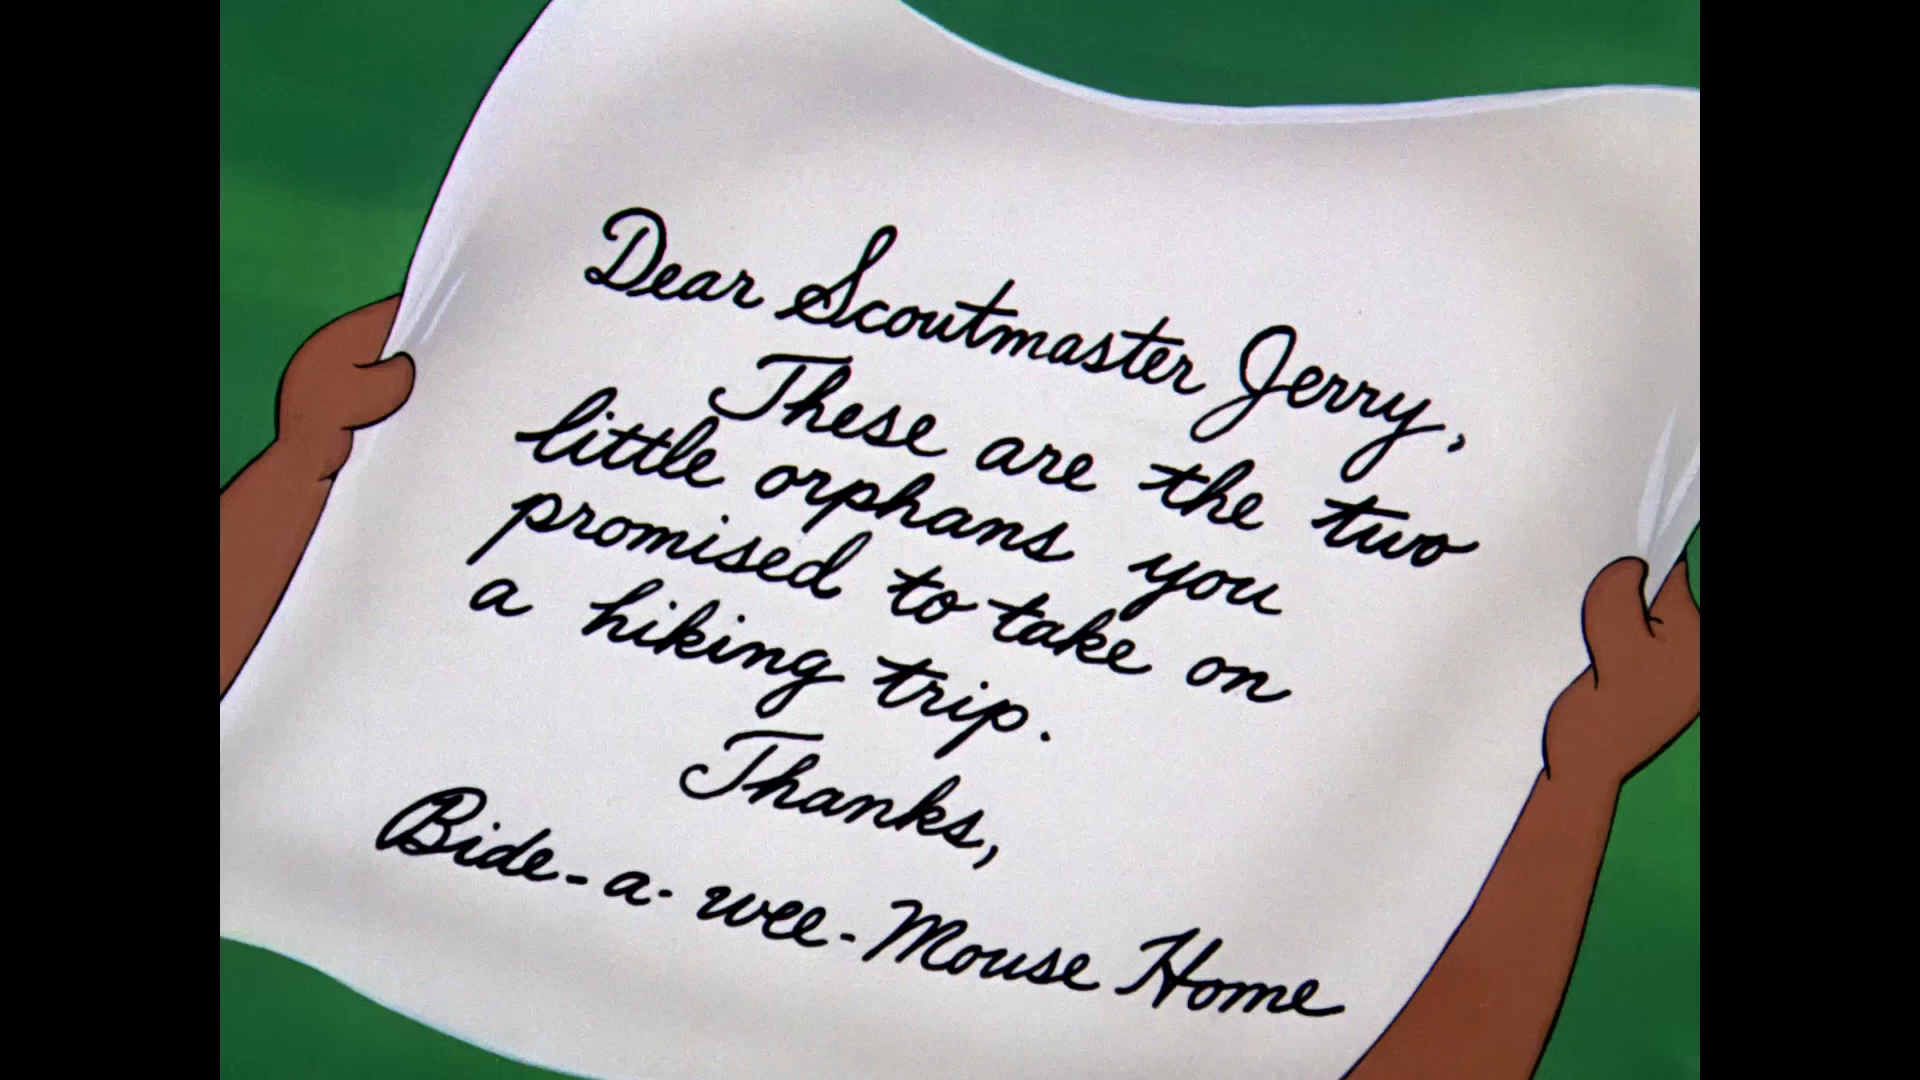 Dear Scoutmaster Jerry,
These are the two
little orphans you
promised to take on
a hiking trip.
Thanks,
Bide-a-wee-Mouse Home